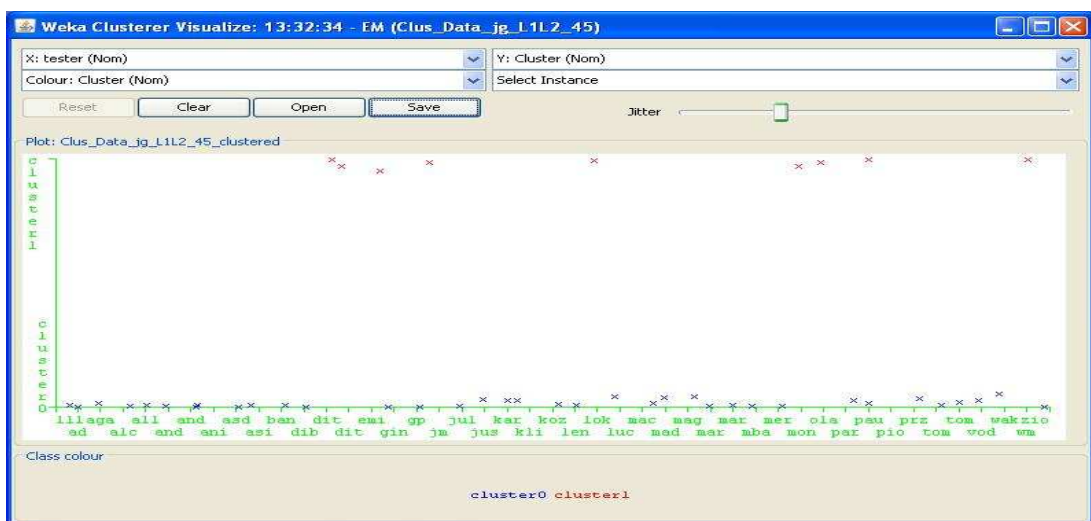 Weka Clusterer Visualize: 13:32:34 - EM (Clus_Data_jg_L1L2_45)
X: tester (Nom) Y: Cluster (Nom)
Colour: Cluster (Nom) Select Instance
Reset Clear Open Save Jitter
Plot: Clus_Data_jg_L1L2_45_clustered
cluster1
cluster0
111aga all and asd ban dit emi gp jul kar koz lok mac mag mar mer ola pau prz tom wakzio
ad alc and ani asi dib dit gin jm jus kli len luc mad mar mba mon par pio tom vod wm
Class colour
cluster0 cluster1